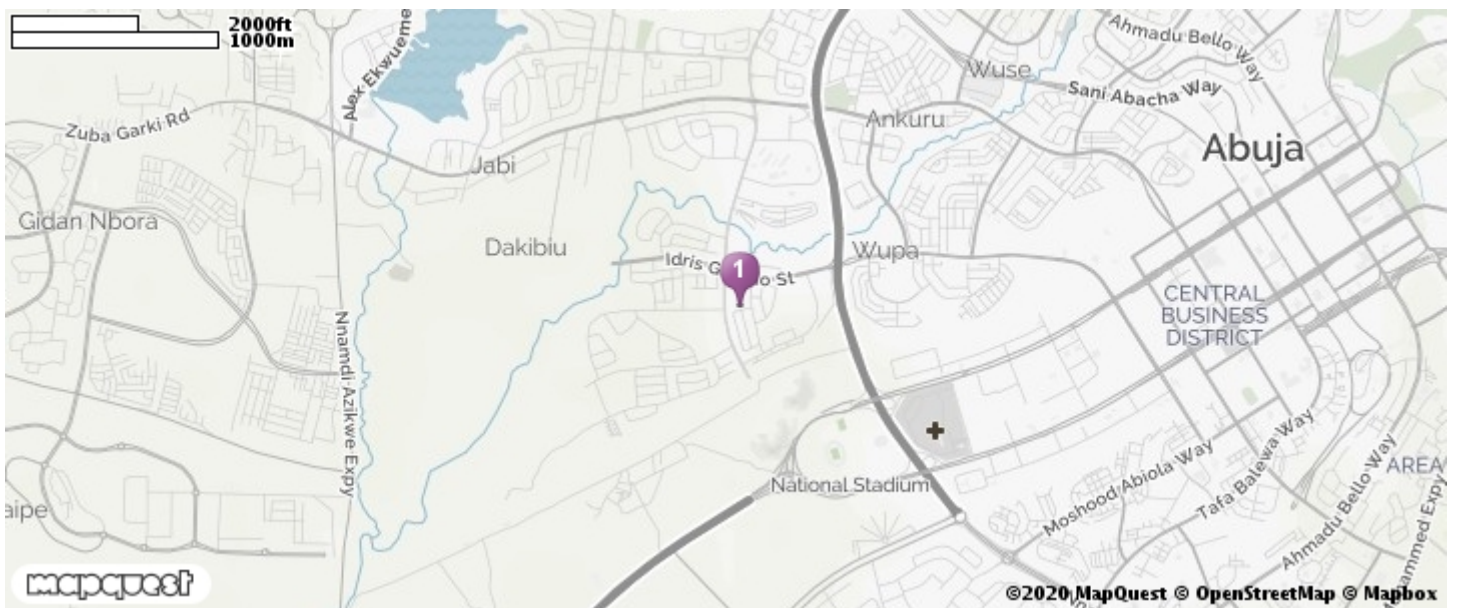 2000ft
1000m
Alex Ekwueme
Wuse
Ahmadu Bello Way
Sani Abacha Way
Zuba Garki Rd
Ankuru
Abuja
Jabi
Gidan Nbora
Dakibiu
Wupa
Idris G
o St
1
CENTRAL
BUSINESS
DISTRICT
Nnamdi Azikwe Expy
National Stadium
Moshood Abiola Way
Tafa Balewa Way
AREA
Ahmadu Bello Way
ammed Expy
aipe
mapquest
©2020 MapQuest © OpenStreetMap © Mapbox